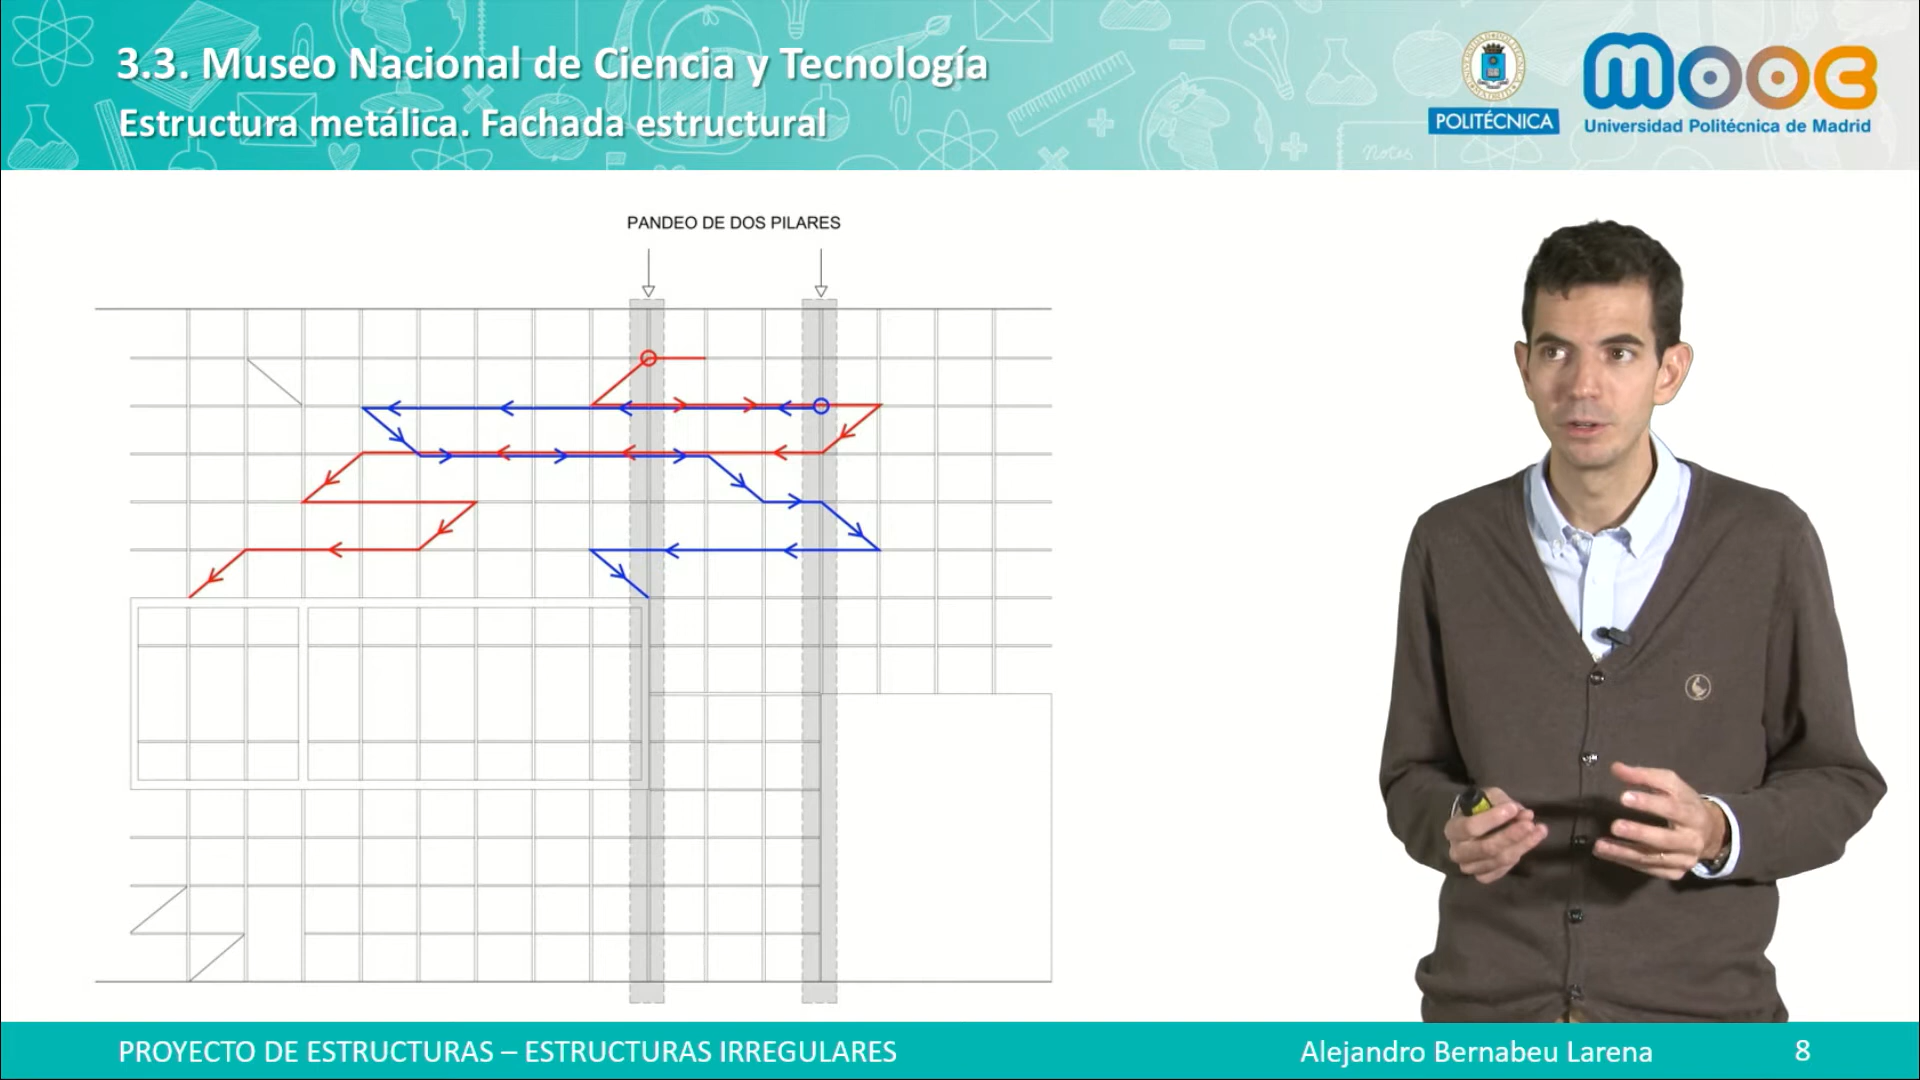 3.3. Museo Nacional de Ciencia y Tecnología
Estructura metálica. Fachada estructural
POLITÉCNICA
MOOC
Universidad Politécnica de Madrid
Notes
PANDEO DE DOS PILARES
PROYECTO DE ESTRUCTURAS – ESTRUCTURAS IRREGULARES
Alejandro Bernabeu Larena
8